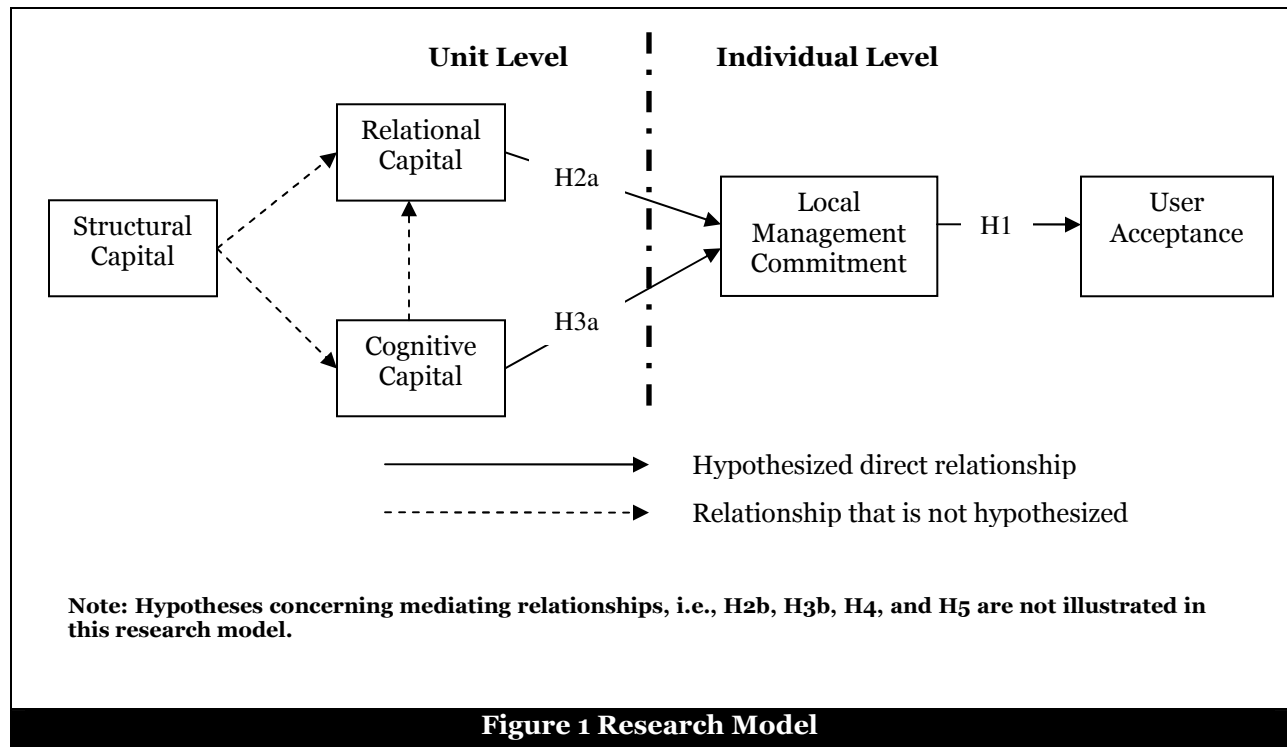 Unit Level
Individual Level
Relational
Capital
H2a
Structural
Capital
Local
Management
Commitment
H1
User
Acceptance
H3a
Cognitive
Capital
Hypothesized direct relationship
Relationship that is not hypothesized
Note: Hypotheses concerning mediating relationships, i.e., H2b, H3b, H4, and H5 are not illustrated in
this research model.
Figure 1 Research Model